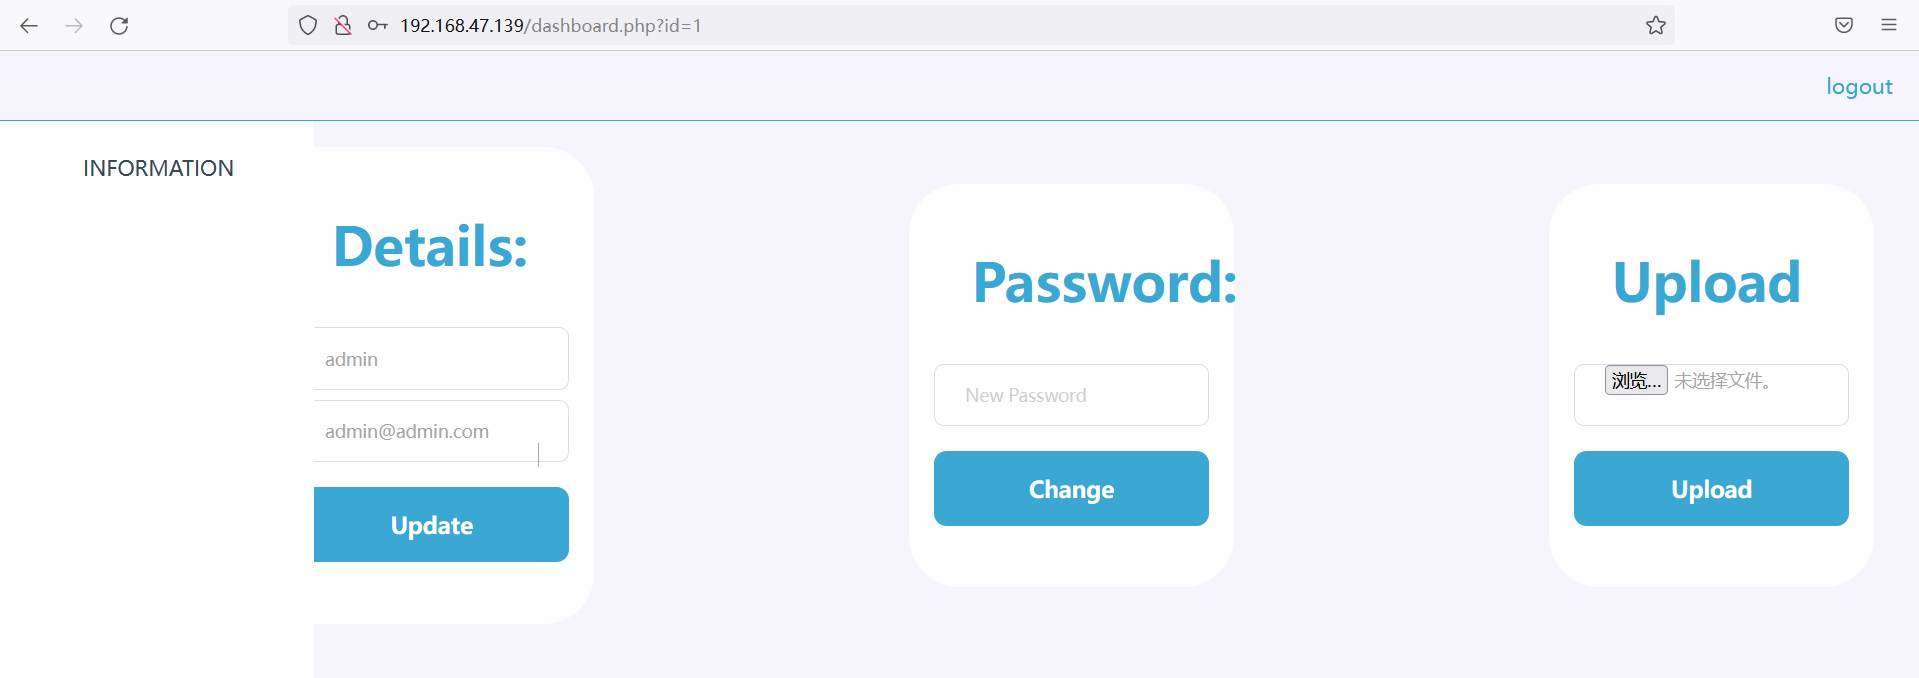 192.168.47.139/dashboard.php?id=1
logout
INFORMATION
Details:
admin
admin@admin.com
Update
Password:
New Password
Change
Upload
浏览... 未选择文件。
Upload